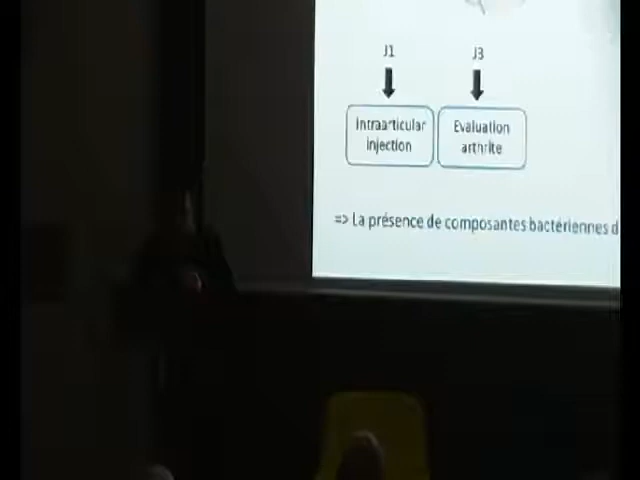 J1
J3
Intraarticular
injection
Evaluation
arthrite
=> La présence de composantes bactériennes d